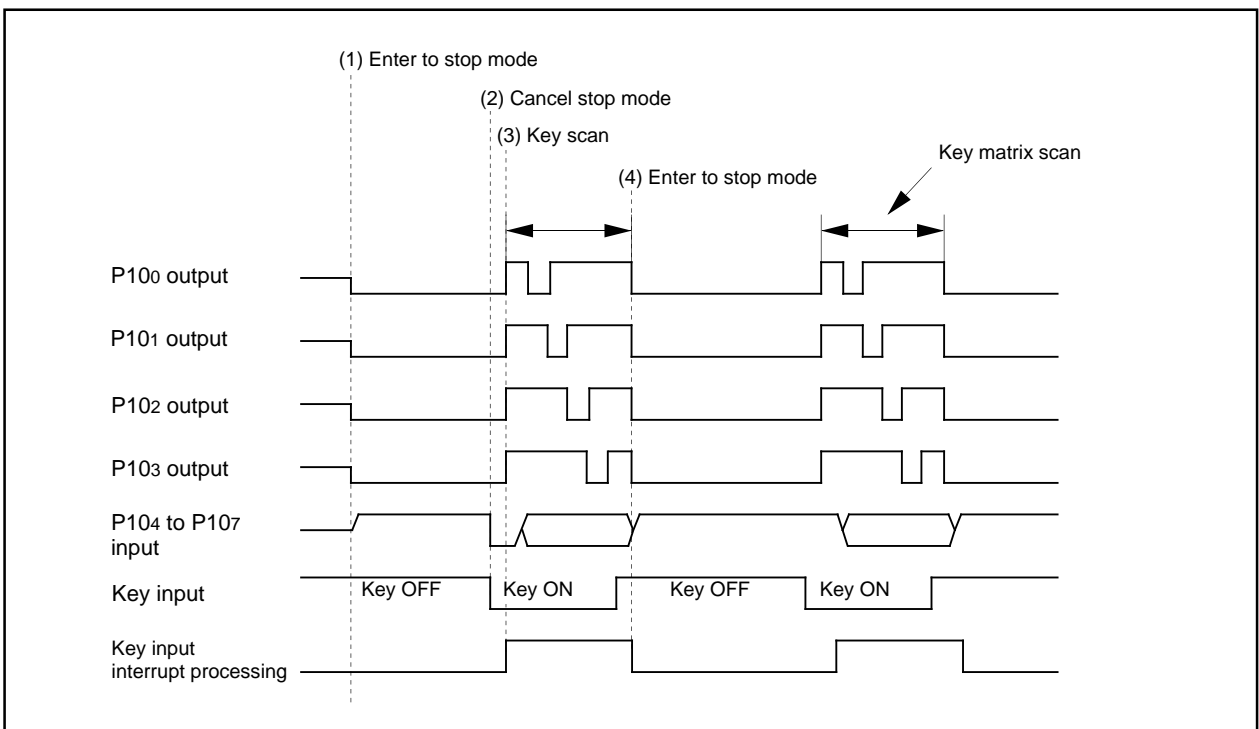 (1) Enter to stop mode
(2) Cancel stop mode
(3) Key scan
Key matrix scan
(4) Enter to stop mode
P100 output
P101 output
P102 output
P103 output
P104 to P107
input
Key input
Key OFF
Key ON
Key OFF
Key ON
Key input
interrupt processing